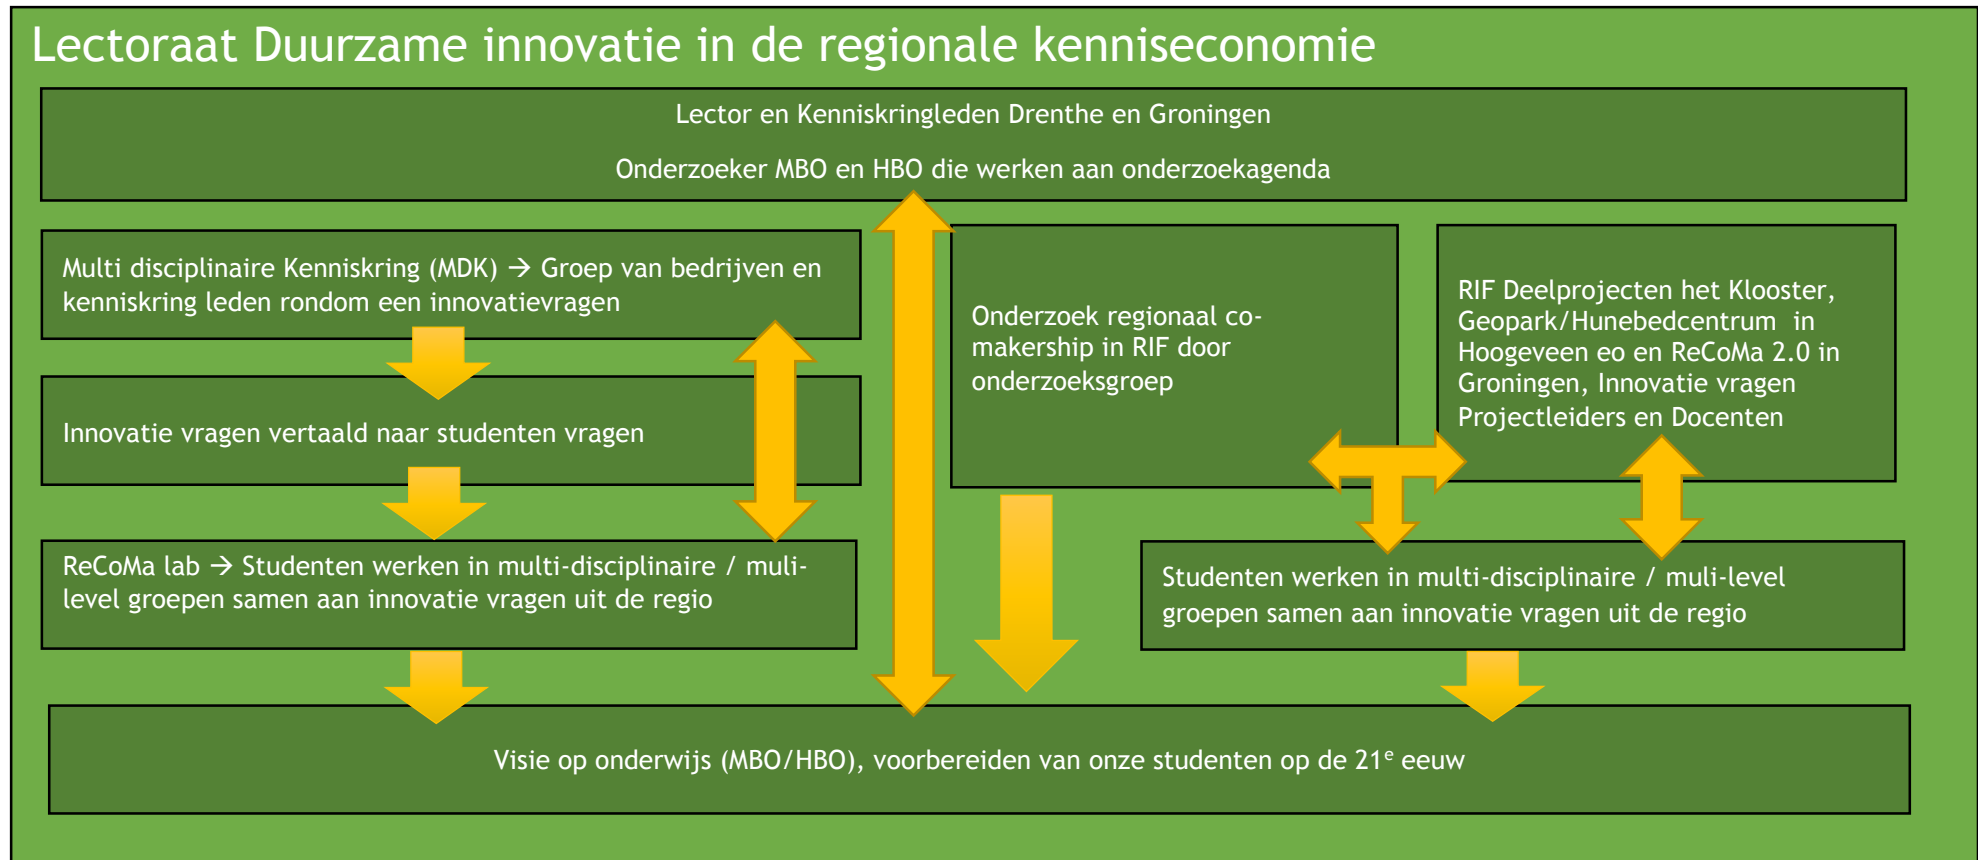 Lectoraat Duurzame innovatie in de regionale kenniseconomie
Lector en Kenniskringleden Drenthe en Groningen
Onderzoeker MBO en HBO die werken aan onderzoekagenda
Multi disciplinaire Kenniskring (MDK) → Groep van bedrijven en
kenniskring leden rondom een innovatievragen
Innovatie vragen vertaald naar studenten vragen
ReCoMa lab → Studenten werken in multi-disciplinaire / muli-
level groepen samen aan innovatie vragen uit de regio
Onderzoek regionaal co-
makership in RIF door
onderzoeksgroep
RIF Deelprojecten het Klooster,
Geopark/Hunebedcentrum  in
Hoogeveen eo en ReCoMa 2.0 in
Groningen, Innovatie vragen
Projectleiders en Docenten
Studenten werken in multi-disciplinaire / muli-level
groepen samen aan innovatie vragen uit de regio
Visie op onderwijs (MBO/HBO), voorbereiden van onze studenten op de 21e eeuw